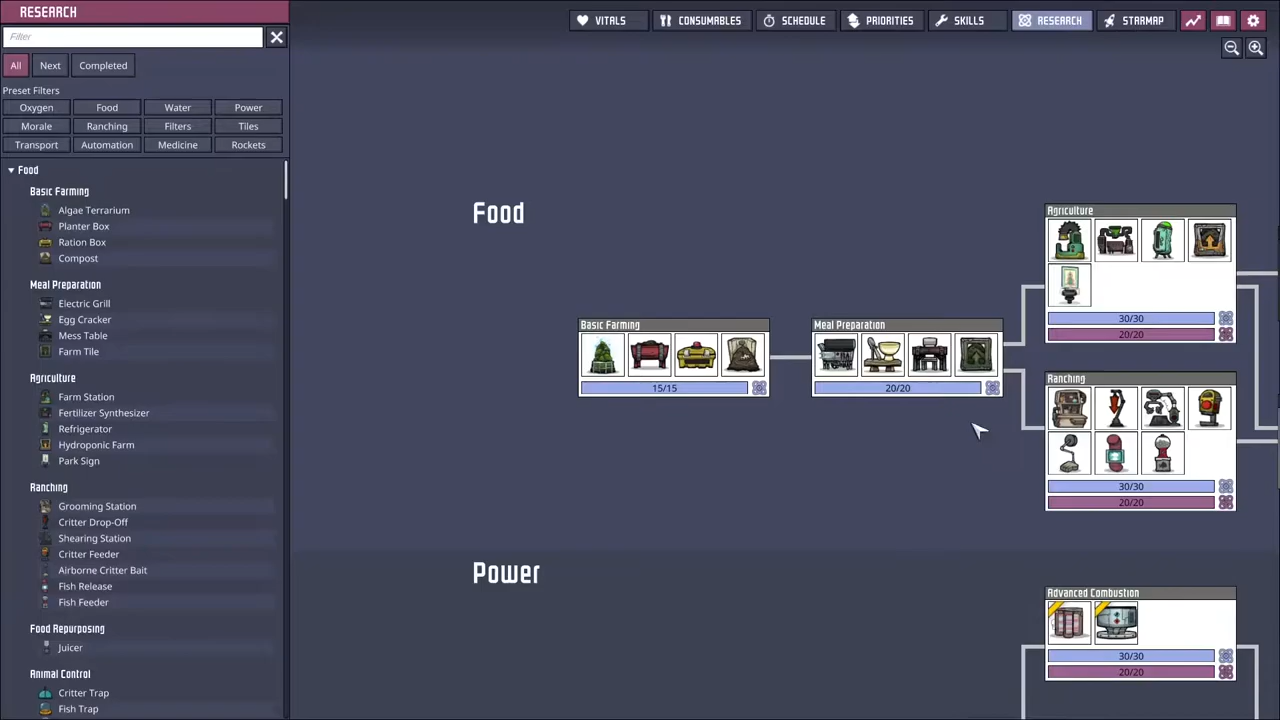 RESEARCH
Filter
All Next Completed
Preset Filters
Oxygen Food Water Power
Morale Ranching Filters Tiles
Transport Automation Medicine Rockets
Food
Basic Farming
Algae Terrarium
Planter Box
Ration Box
Compost
Meal Preparation
Electric Grill
Egg Cracker
Mess Table
Farm Tile
Agriculture
Farm Station
Fertilizer Synthesizer
Refrigerator
Hydroponic Farm
Park Sign
Ranching
Grooming Station
Critter Drop-Off
Shearing Station
Critter Feeder
Airborne Critter Bait
Fish Release
Fish Feeder
Food Repurposing
Juicer
Animal Control
Critter Trap
Fish Trap
VITALS CONSUMABLES SCHEDULE PRIORITIES SKILLS RESEARCH STARMAP
Food
Basic Farming
15/15
Meal Preparation
20/20
Agriculture
30/30
20/20
Ranching
30/30
20/20
Power
Advanced Combustion
30/30
20/20